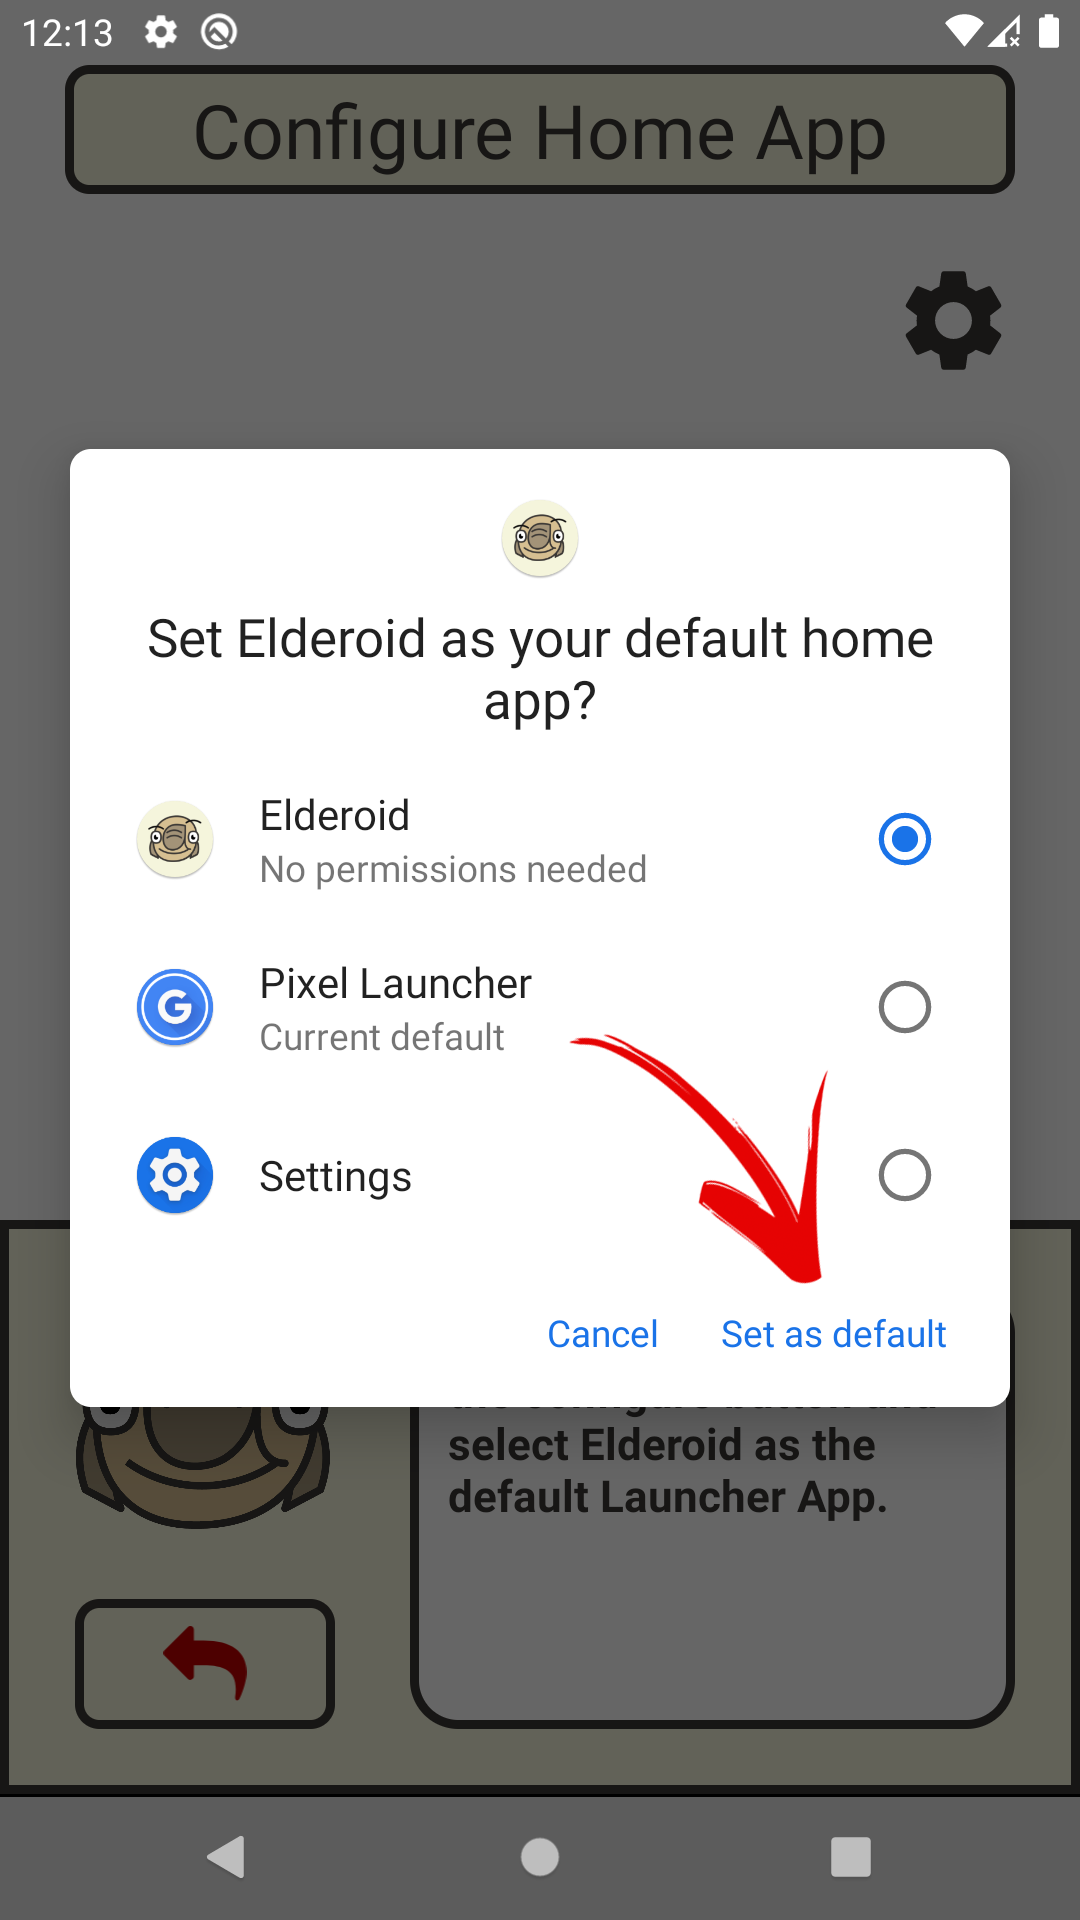 12:13
Configure Home App
Set Elderoid as your default home
app?
Elderoid
No permissions needed
Pixel Launcher
Current default
Settings
Cancel
Set as default
select Elderoid as the
default Launcher App.